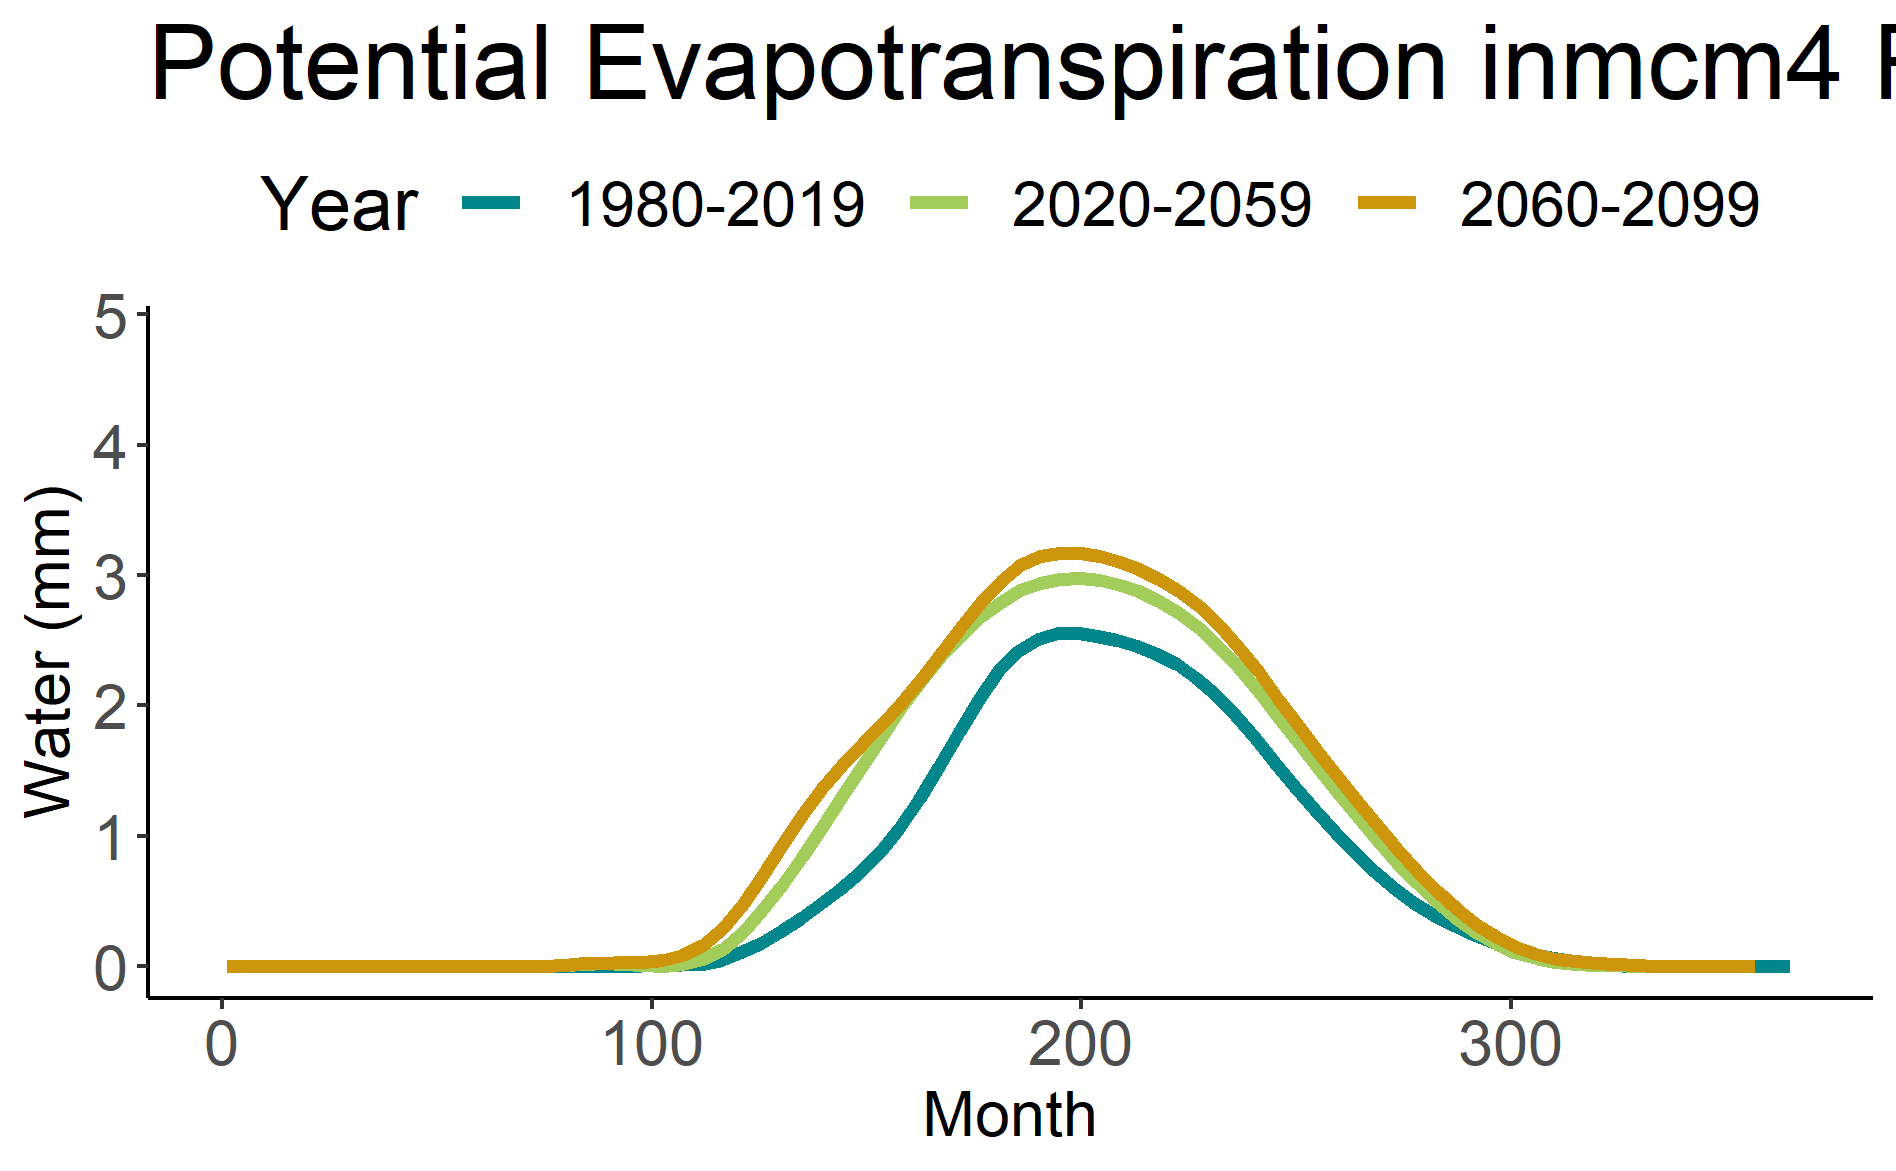 Potential Evapotranspiration inmcm4
Year 1980-2019 2020-2059 2060-2099
5
4
3
2
1
0
Water (mm)
0 100 200 300
Month